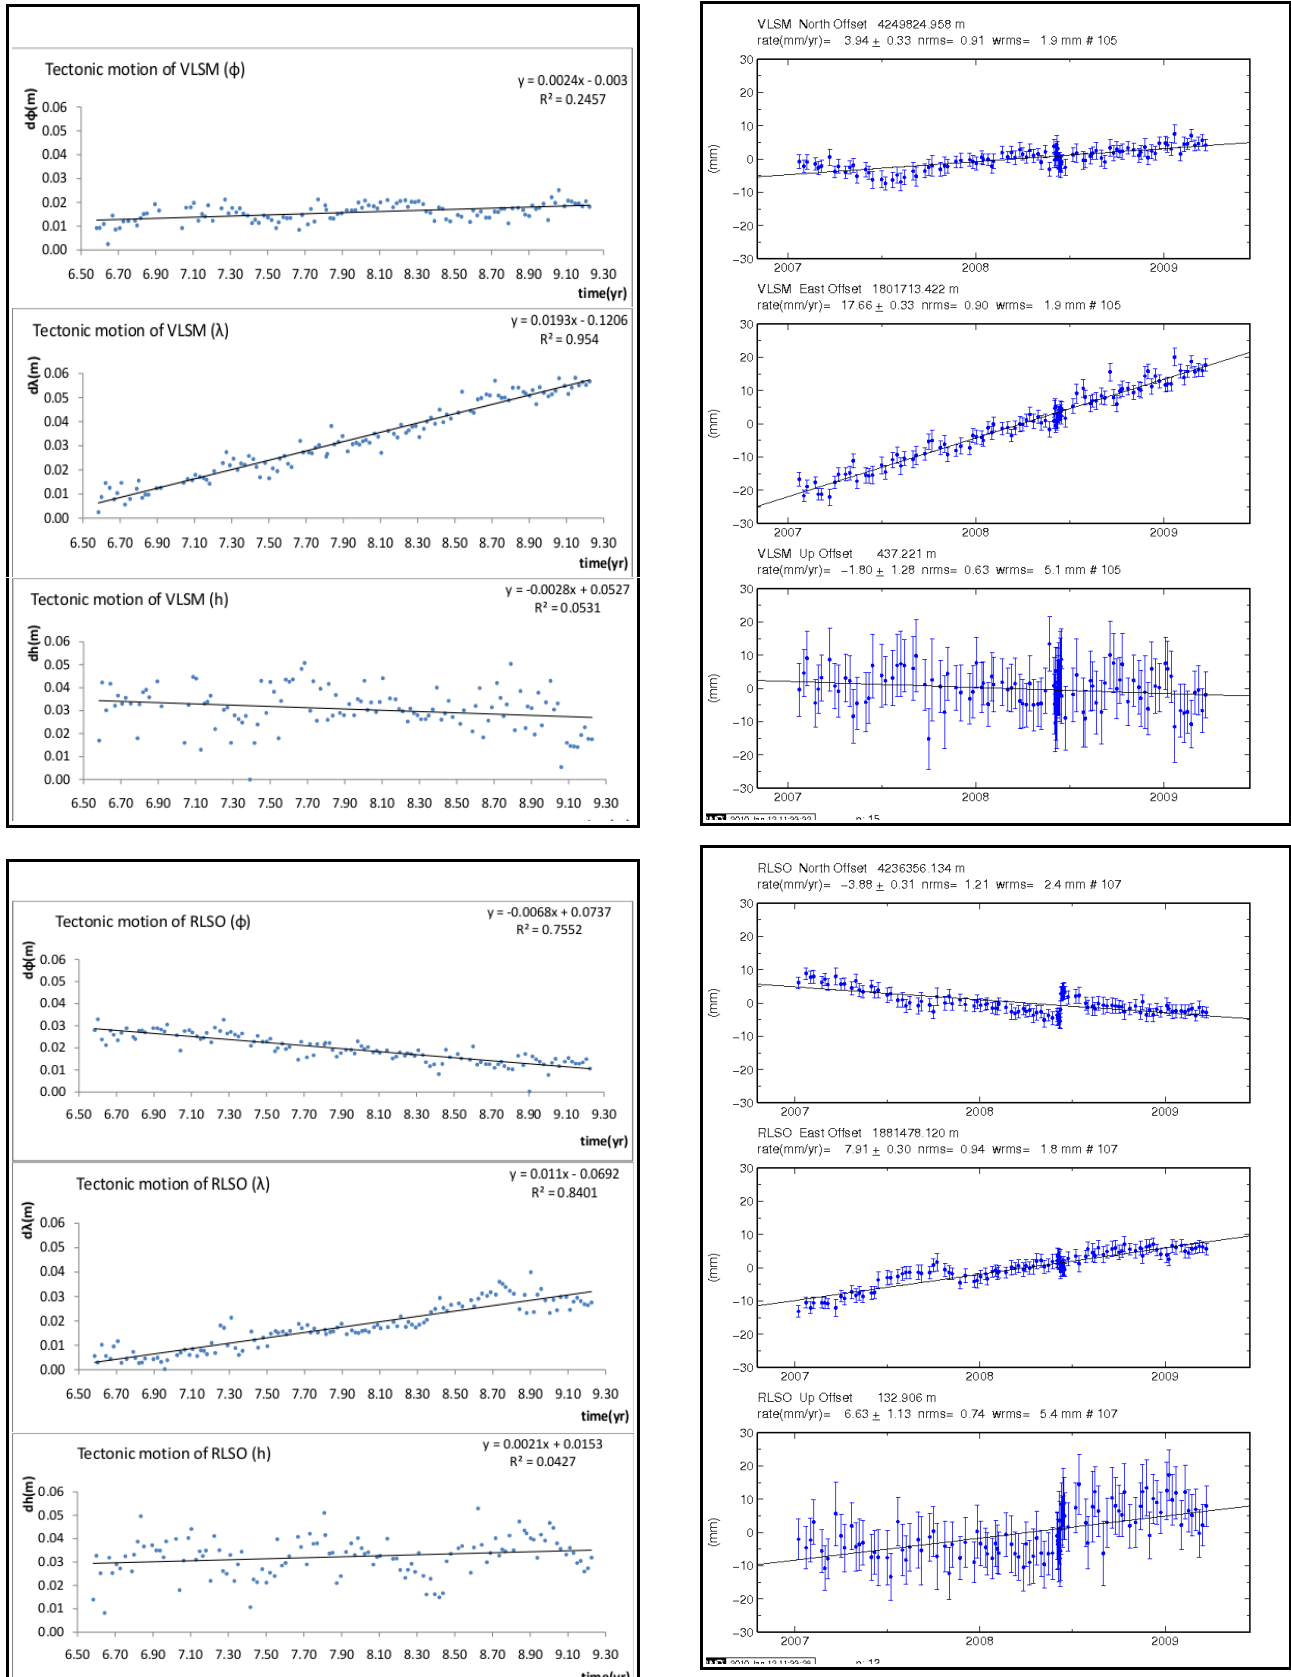 Tectonic motion of VLSM (ϕ)
y = 0.0024x - 0.003
R² = 0.2457
dϕ(m)
0.06
0.05
0.04
0.03
0.02
0.01
0.00
6.50 6.70 6.90 7.10 7.30 7.50 7.70 7.90 8.10 8.30 8.50 8.70 8.90 9.10 9.30
time(yr)
Tectonic motion of VLSM (λ)
y = 0.0193x - 0.1206
R² = 0.954
dλ(m)
0.06
0.05
0.04
0.03
0.02
0.01
0.00
6.50 6.70 6.90 7.10 7.30 7.50 7.70 7.90 8.10 8.30 8.50 8.70 8.90 9.10 9.30
time(yr)
Tectonic motion of VLSM (h)
y = -0.0028x + 0.0527
R² = 0.0531
dh(m)
0.06
0.05
0.04
0.03
0.02
0.01
0.00
6.50 6.70 6.90 7.10 7.30 7.50 7.70 7.90 8.10 8.30 8.50 8.70 8.90 9.10 9.30
VLSM North Offset 4249824.958 m
rate(mm/yr)= 3.94 ± 0.33 nrms= 0.91 wrms= 1.9 mm # 105
(mm)
30
20
10
0
−10
−20
−30
2007 2008 2009
VLSM East Offset 1801713.422 m
rate(mm/yr)= 17.66 ± 0.33 nrms= 0.90 wrms= 1.9 mm # 105
(mm)
30
20
10
0
−10
−20
−30
2007 2008 2009
VLSM Up Offset 437.221 m
rate(mm/yr)= −1.80 ± 1.28 nrms= 0.63 wrms= 5.1 mm # 105
(mm)
30
20
10
0
−10
−20
−30
2007 2008 2009
Tectonic motion of RLSO (ϕ)
y = -0.0068x + 0.0737
R² = 0.7552
dϕ(m)
0.06
0.05
0.04
0.03
0.02
0.01
0.00
6.50 6.70 6.90 7.10 7.30 7.50 7.70 7.90 8.10 8.30 8.50 8.70 8.90 9.10 9.30
time(yr)
Tectonic motion of RLSO (λ)
y = 0.011x - 0.0692
R² = 0.8401
dλ(m)
0.06
0.05
0.04
0.03
0.02
0.01
0.00
6.50 6.70 6.90 7.10 7.30 7.50 7.70 7.90 8.10 8.30 8.50 8.70 8.90 9.10 9.30
time(yr)
Tectonic motion of RLSO (h)
y = 0.0021x + 0.0153
R² = 0.0427
dh(m)
0.06
0.05
0.04
0.03
0.02
0.01
0.00
6.50 6.70 6.90 7.10 7.30 7.50 7.70 7.90 8.10 8.30 8.50 8.70 8.90 9.10 9.30
time(yr)
RLSO North Offset 4236356.134 m
rate(mm/yr)= −3.88 ± 0.31 nrms= 1.21 wrms= 2.4 mm # 107
(mm)
30
20
10
0
−10
−20
−30
2007 2008 2009
RLSO East Offset 1881478.120 m
rate(mm/yr)= 7.91 ± 0.30 nrms= 0.94 wrms= 1.8 mm # 107
(mm)
30
20
10
0
−10
−20
−30
2007 2008 2009
RLSO Up Offset 132.906 m
rate(mm/yr)= 6.63 ± 1.13 nrms= 0.74 wrms= 5.4 mm # 107
(mm)
30
20
10
0
−10
−20
−30
2007 2008 2009